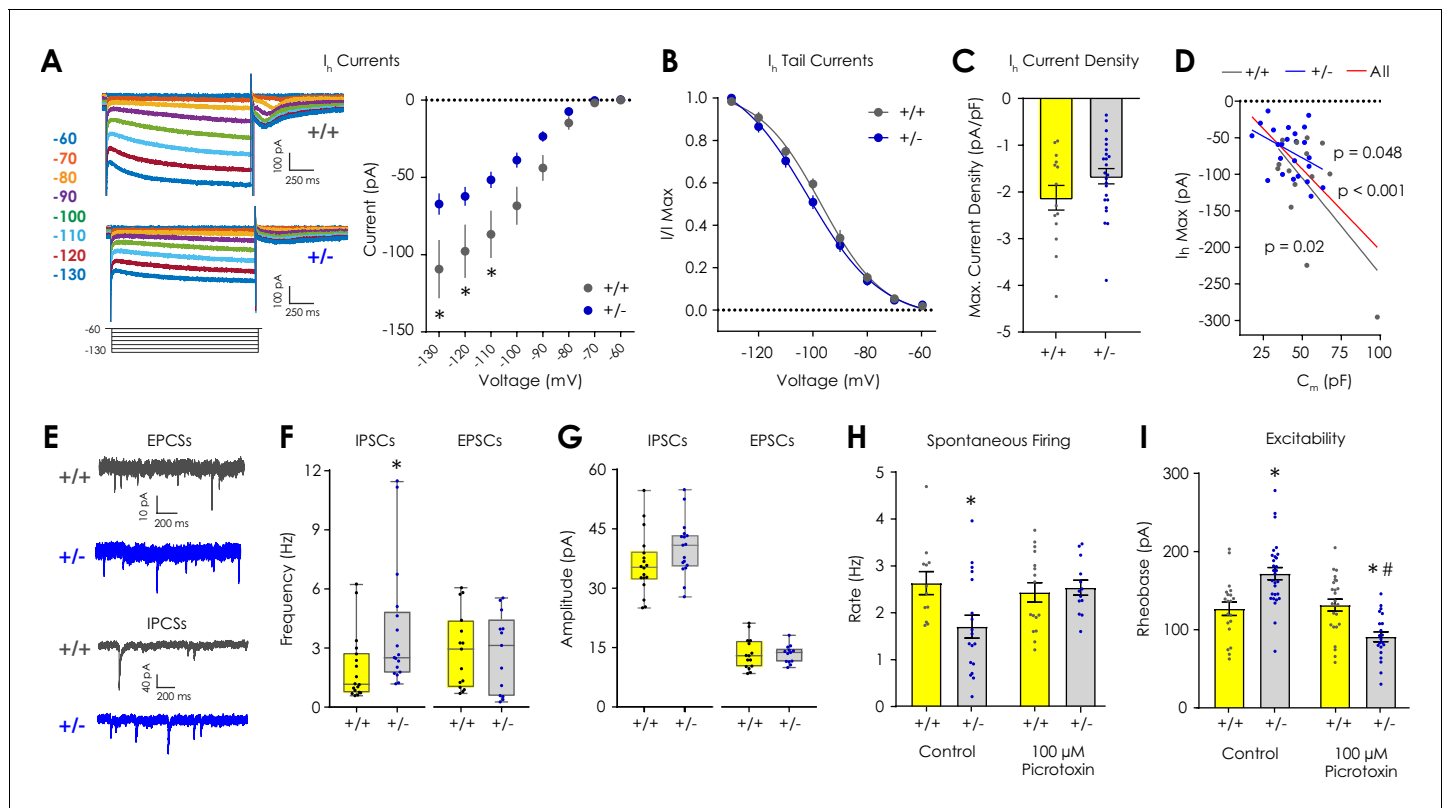 A
I_h Currents
-60
-70
-80
-90
-100
-110
-120
-130
+/+
100 pA
250 ms
+/-
100 pA
250 ms
-60
-130
0
-50
-100
-150
Current (pA)
*
*
*
+/+
+/-
-130
-120
-110
-100
-90
-80
-70
-60
Voltage (mV)
B
I_h Tail Currents
1.0
0.8
0.6
0.4
0.2
0.0
I/I Max
+/+
+/-
-120
-100
-80
-60
Voltage (mV)
C
I_h Current Density
0
-1
-2
-3
-4
-5
Max. Current Density (pA/pF)
+/+
+/-
D
+/+
+/-
All
0
-50
-100
-150
-200
-250
-300
I_h Max (pA)
p = 0.048
p < 0.001
p = 0.02
25
50
75
100
C_m (pF)
E
EPCSs
+/+
10 pA
200 ms
+/-
IPSCs
+/+
40 pA
200 ms
+/-
F
IPSCs
EPSCs
12
9
6
3
0
Frequency (Hz)
*
+/+
+/-
+/+
+/-
G
IPSCs
EPSCs
60
45
30
15
0
Amplitude (pA)
+/+
+/-
+/+
+/-
H
Spontaneous Firing
5
4
3
2
1
0
Rate (Hz)
*
+/+
+/-
+/+
+/-
Control
100 µM
Picrotoxin
I
Excitability
300
200
100
0
Rheobase (pA)
*
* #
+/+
+/-
+/+
+/-
Control
100 µM
Picrotoxin